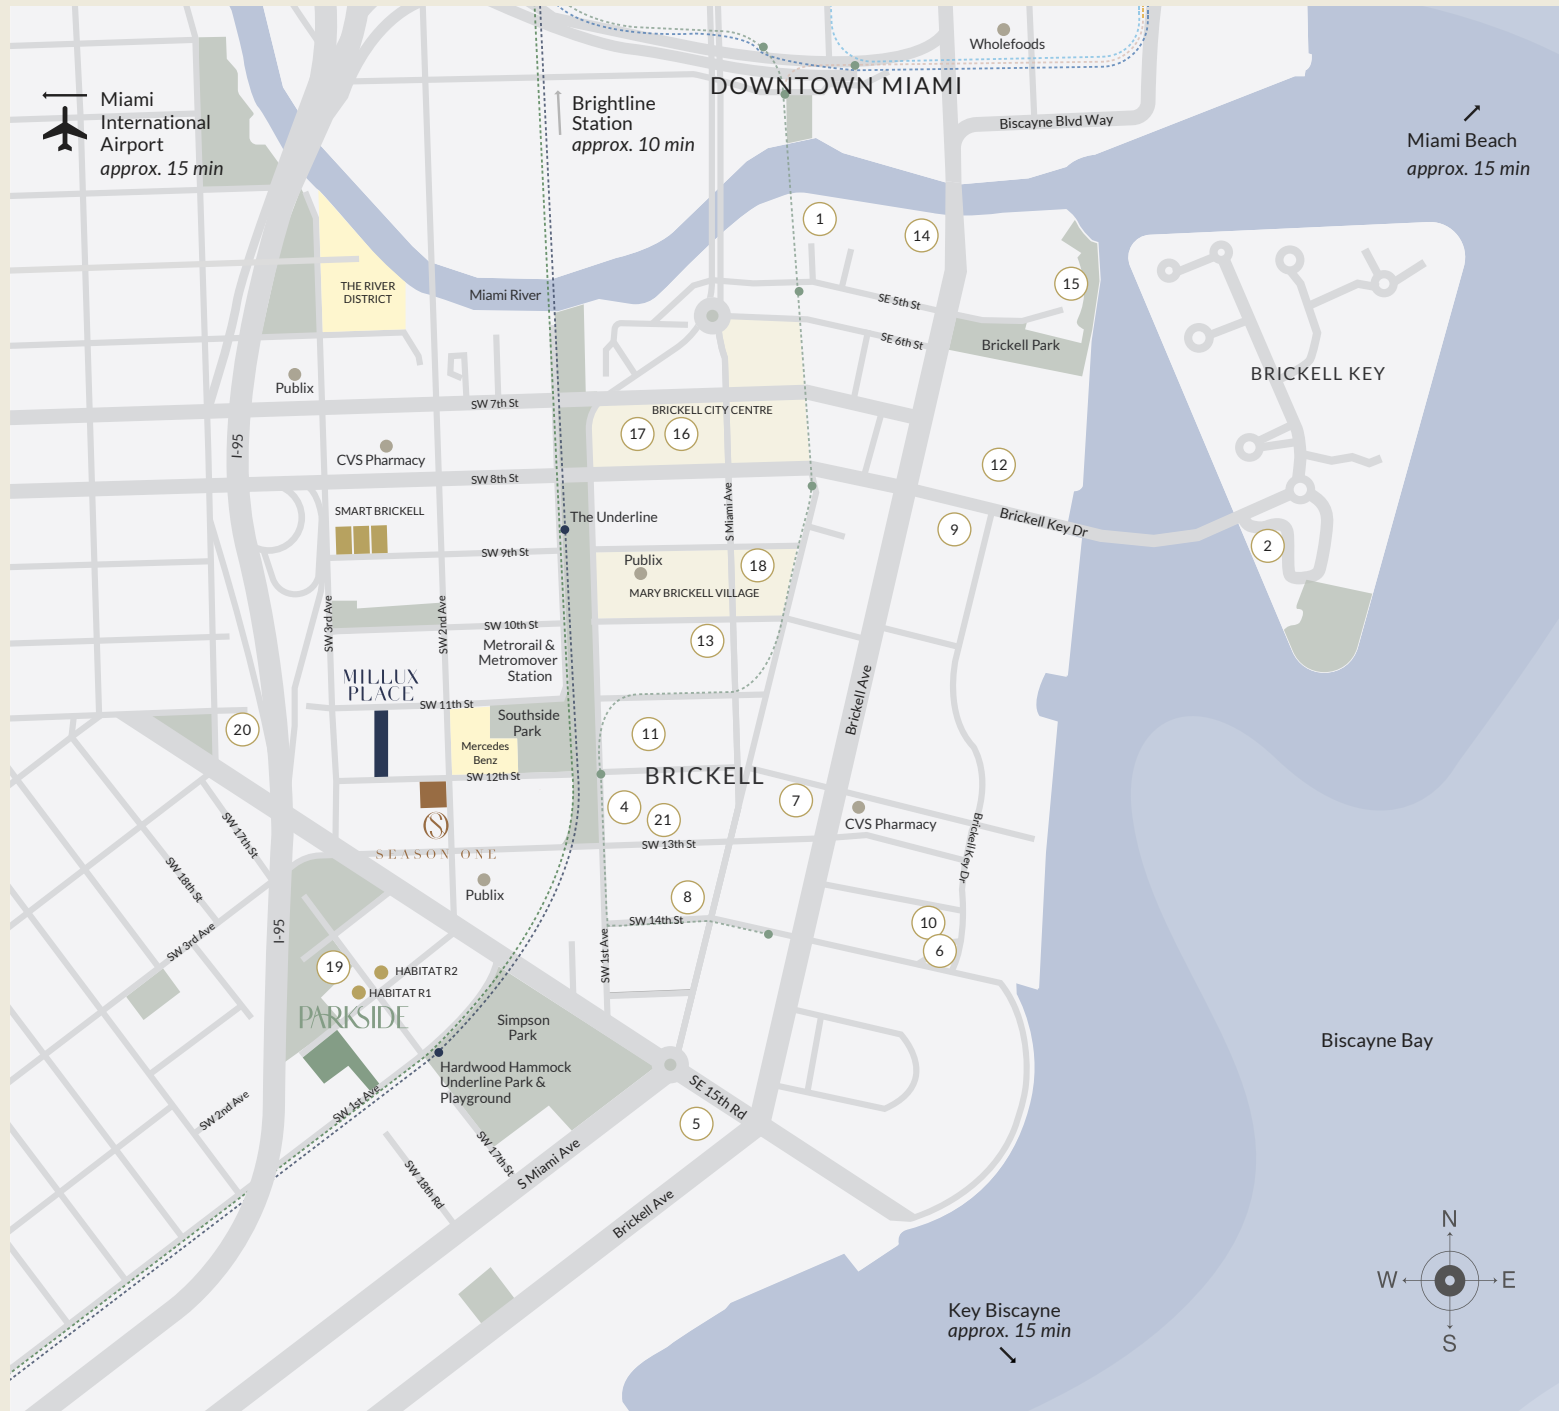 Wholefoods
DOWNTOWN MIAMI
Miami
International
Airport
approx. 15 min
Brightline
Station
approx. 10 min
Biscayne Blvd Way
Miami Beach
approx. 15 min
1
14
15
THE RIVER
DISTRICT
Miami River
SE 5th St
SE 6th St
Brickell Park
BRICKELL KEY
Publix
SW 7th St
BRICKELL CITY CENTRE
17
16
I-95
CVS Pharmacy
SW 8th St
12
SMART BRICKELL
The Underline
S Miami Ave
9
Brickell Key Dr
2
SW 9th St
Publix
18
MARY BRICKELL VILLAGE
SW 3rd Ave
SW 2nd Ave
SW 10th St
13
Metrorail &
Metromover
Station
MILLUX
PLACE
SW 11th St
Southside
Park
Brickell Ave
20
11
Mercedes
Benz
SW 12th St
BRICKELL
4
21
7
CVS Pharmacy
SW 17th St
SEASON ONE
SW 13th St
Brickell Key Dr
SW 18th St
Publix
8
SW 14th St
10
6
I-95
SW 3rd Ave
SW 1st Ave
19
HABITAT R2
HABITAT R1
PARKSIDE
Simpson
Park
Biscayne Bay
Hardwood Hammock
Underline Park &
Playground
SW 2nd Ave
SW 1st Ave
SE 15th Rd
5
SW 17th St
S Miami Ave
SW 18th Rd
Brickell Ave
N
W
E
S
Key Biscayne
approx. 15 min